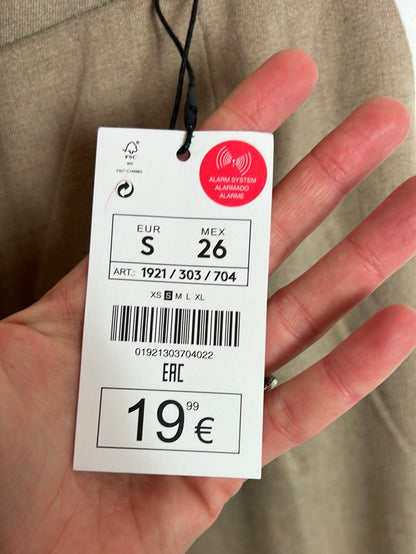 FSC
ALARM SYSTEM
ALARMADO
ALARME
EUR MEX
S 26
ART.: 1921 / 303 / 704
XS S M L XL
01921303704022
EAC
19,99 €